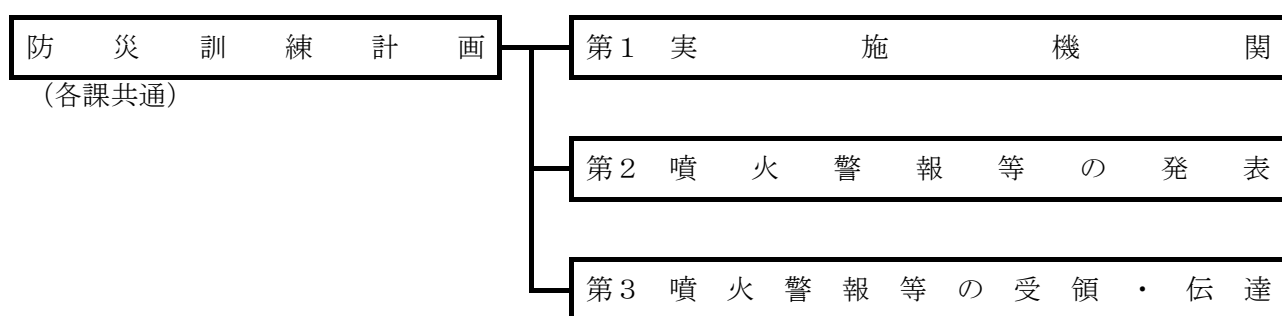 防災訓練計画
第1 実施機関
(各課共通)
第2 噴火警報等の発表
第3 噴火警報等の受領・伝達